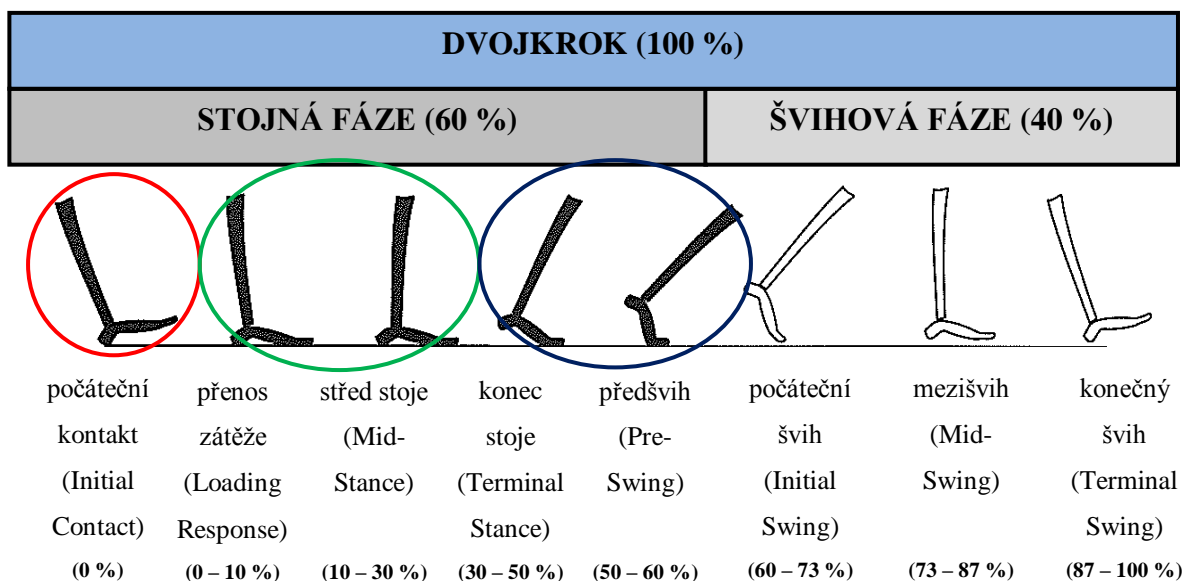 DVOJKROK (100 %)
STOJNÁ FÁZE (60 %)
ŠVIHOVÁ FÁZE (40 %)
počáteční
kontakt
(Initial
Contact)
(0 %)
přenos
zátěže
(Loading
Response)
(0 – 10 %)
střed stoje
(Mid-
Stance)
(10 – 30 %)
konec
stoje
(Terminal
Stance)
(30 – 50 %)
předšvih
(Pre-
Swing)
(50 – 60 %)
počáteční
švih
(Initial
Swing)
(60 – 73 %)
mezišvih
(Mid-
Swing)
(73 – 87 %)
konečný
švih
(Terminal
Swing)
(87 – 100 %)